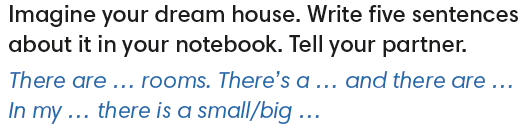 Imagine your dream house. Write five sentences
about it in your notebook. Tell your partner.
There are … rooms. There's a … and there are …
In my … there is a small/big …